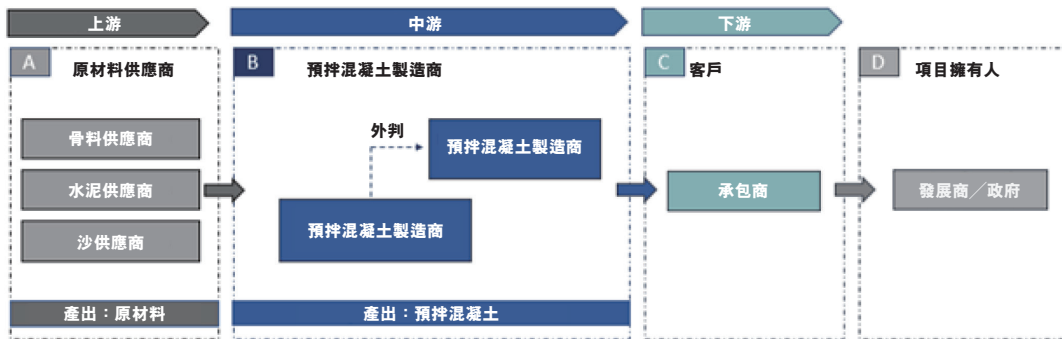 上游
中游
下游
A
原材料供應商
B
預拌混凝土製造商
C
客戶
D
項目擁有人
骨料供應商
水泥供應商
沙供應商
外判
預拌混凝土製造商
預拌混凝土製造商
承包商
發展商／政府
產出：原材料
產出：預拌混凝土